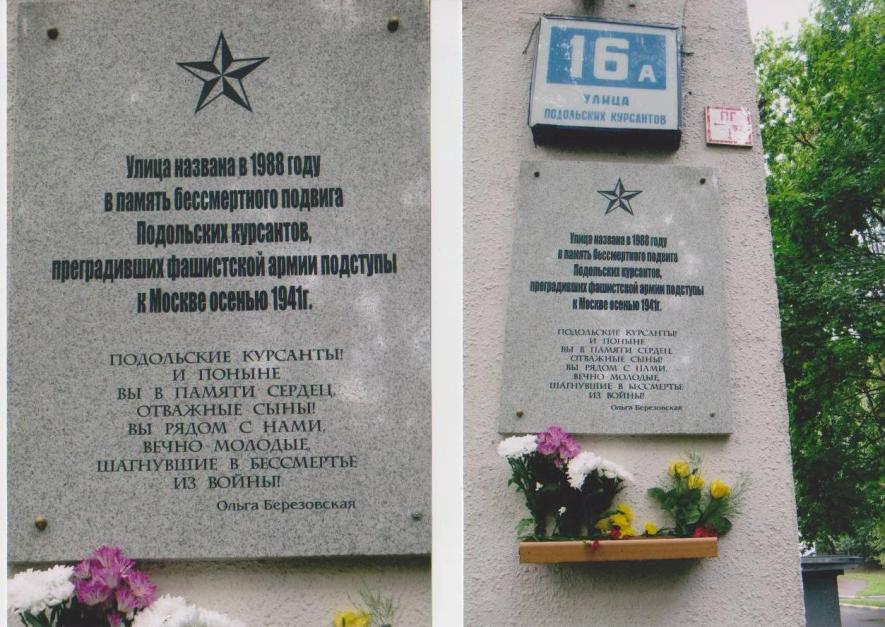 Улица названа в 1988 году
в память бессмертного подвига
Подольских курсантов,
преградивших фашистской армии подступы
к Москве осенью 1941г.
ПОДОЛЬСКИЕ КУРСАНТЫ!
И ПОНЫНЕ
ВЫ В ПАМЯТИ СЕРДЕЦ,
ОТВАЖНЫЕ СЫНЫ!
ВЫ РЯДОМ С НАМИ,
ВЕЧНО МОЛОДЫЕ,
ШАГНУВШИЕ В БЕССМЕРТЬЕ
ИЗ ВОЙНЫ!
Ольга Березовская
16А
УЛИЦА
ПОДОЛЬСКИХ КУРСАНТОВ
ПГ
Улица названа в 1988 году
в память бессмертного подвига
Подольских курсантов,
преградивших фашистской армии подступы
к Москве осенью 1941г.
ПОДОЛЬСКИЕ КУРСАНТЫ!
И ПОНЫНЕ
ВЫ В ПАМЯТИ СЕРДЕЦ,
ОТВАЖНЫЕ СЫНЫ!
ВЫ РЯДОМ С НАМИ,
ВЕЧНО МОЛОДЫЕ,
ШАГНУВШИЕ В БЕССМЕРТЬЕ
ИЗ ВОЙНЫ!
Ольга Березовская